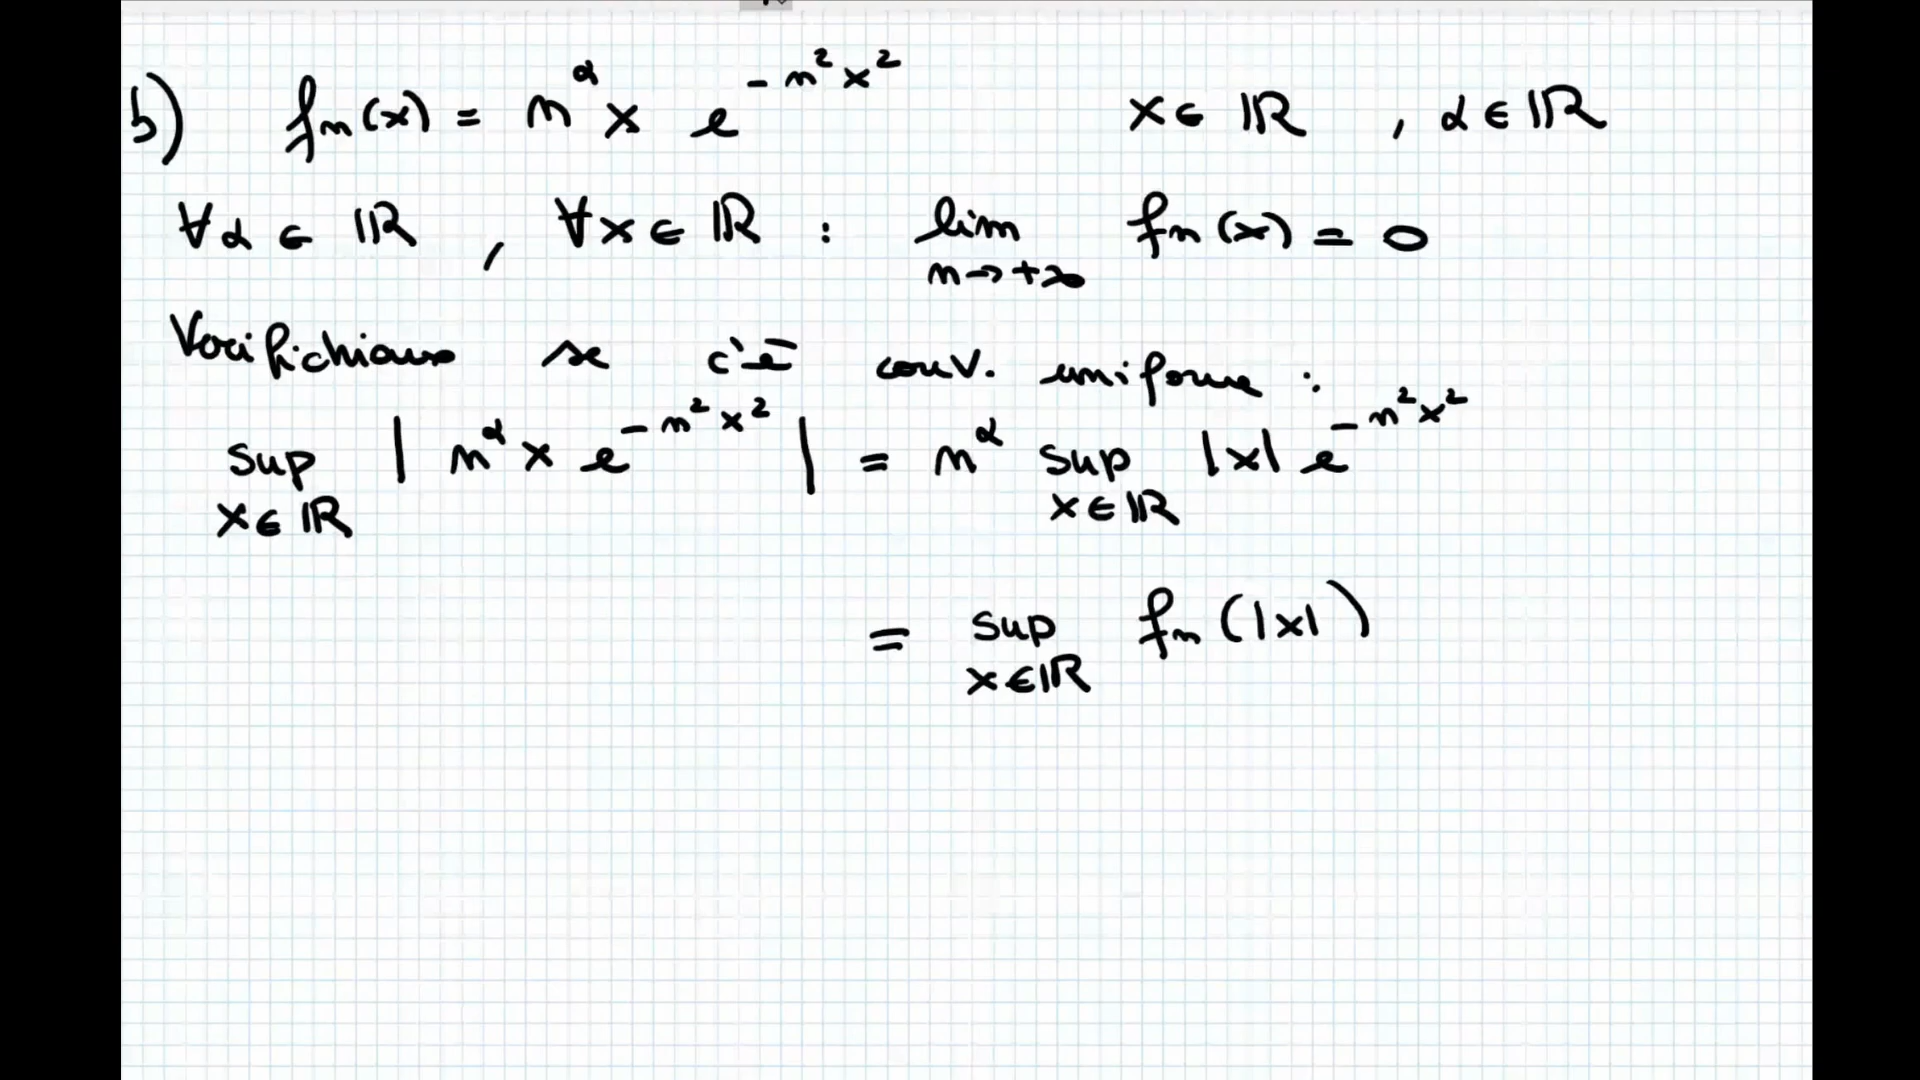 b) fₙ(x) = n^α x e^{-n²x²} x ∈ ℝ , α ∈ ℝ
∀α ∈ ℝ , ∀x ∈ ℝ : lim_{n→+∞} fₙ(x) = 0
Verifichiamo se c'è conv. uniforme :
sup_{x∈ℝ} | n^α x e^{-n²x²} | = n^α sup_{x∈ℝ} |x| e^{-n²x²}
= sup_{x∈ℝ} fₙ(|x|)